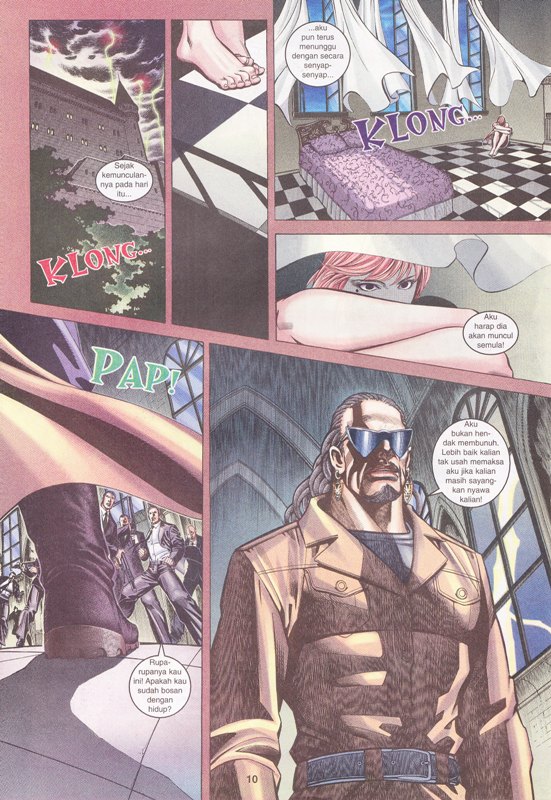 Sejak
kemunculan-
nya pada hari
itu...
KLONG...
...aku
pun terus
menunggu
dengan secara
senyap-
senyap...
KLONG...
Aku
harap dia
akan muncul
semula!
PAP!
Rupa-
rupanya kau
ini! Apakah kau
sudah bosan
dengan
hidup?
Aku
bukan hen-
dak membunuh.
Lebih baik kalian
tak usah memaksa
aku jika kalian
masih sayang-
kan nyawa
kalian!
10